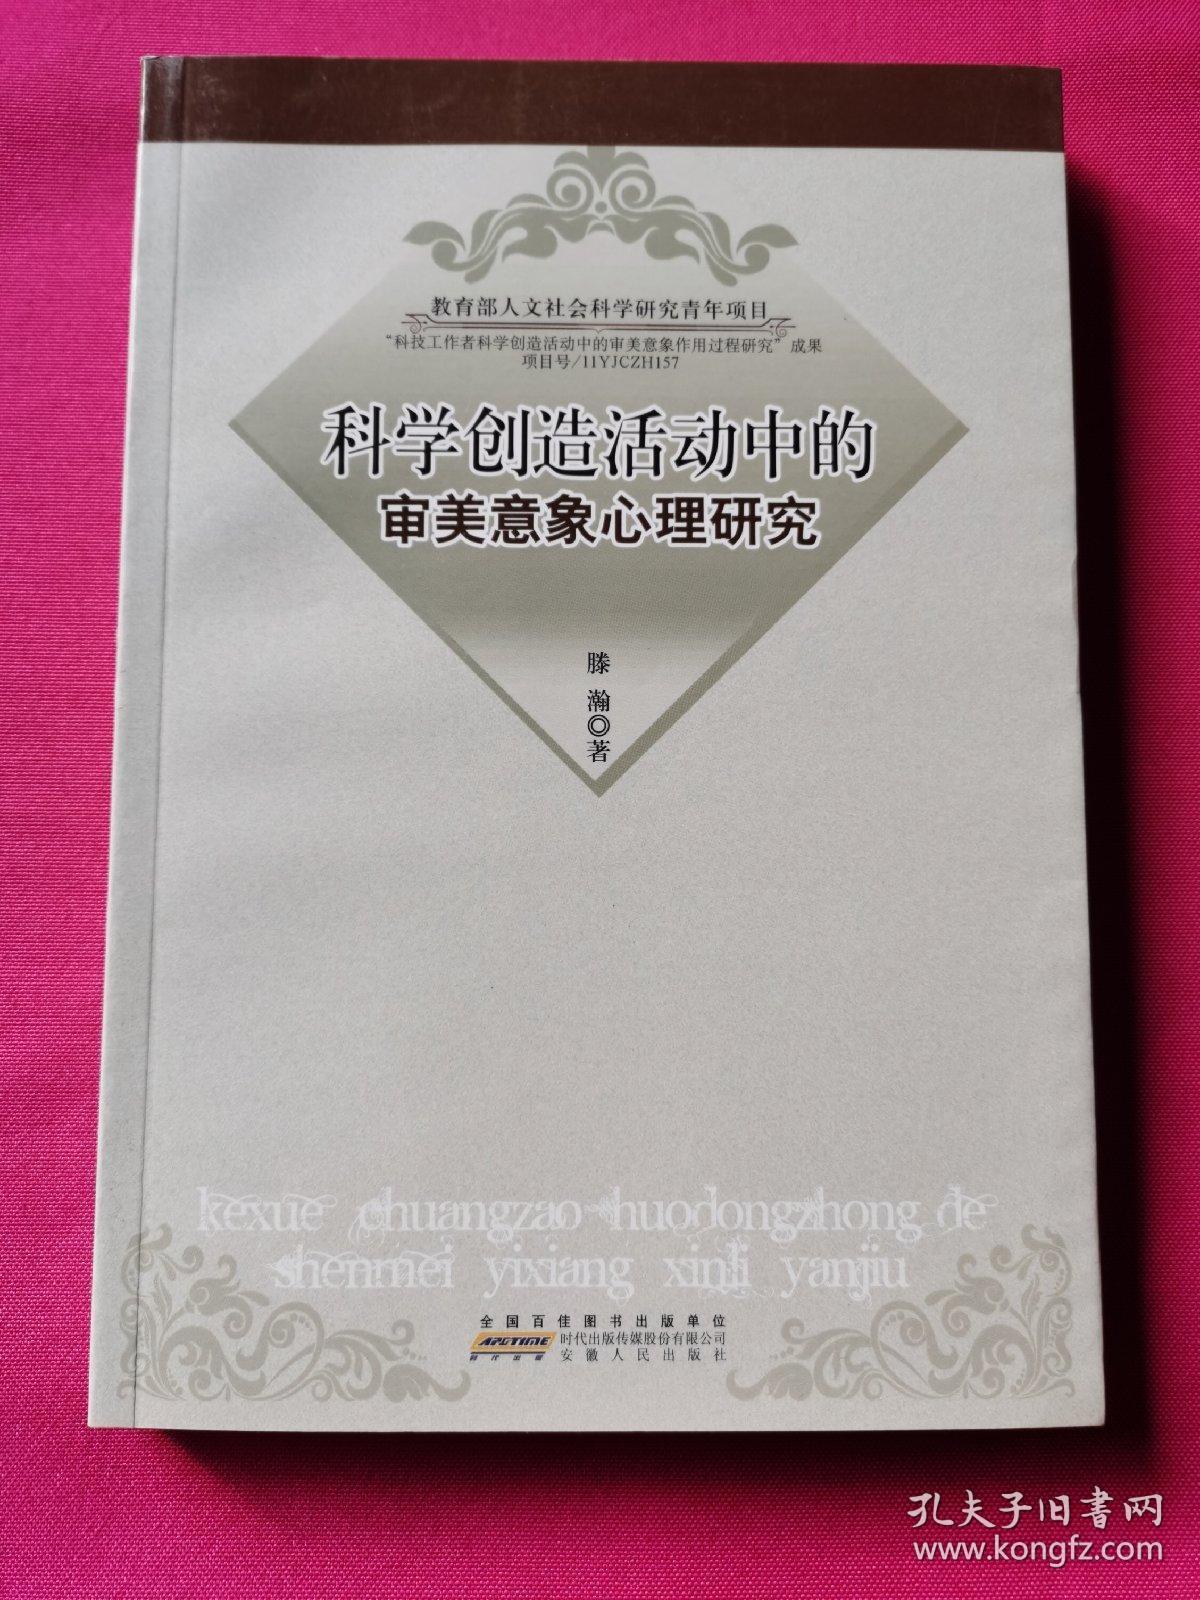 教育部人文社会科学研究青年项目
“科技工作者科学创造活动中的审美意象作用过程研究”成果
项目号/11YJCZH157
科学创造活动中的
审美意象心理研究
滕瀚◎著
kexue chuangzao huodongzhong de
shenmei yixiang xinli yanjiu
全国百佳图书出版单位
APGTIME 时代出版传媒股份有限公司
时代出版 安徽人民出版社
孔夫子旧书网
www.kongfz.com